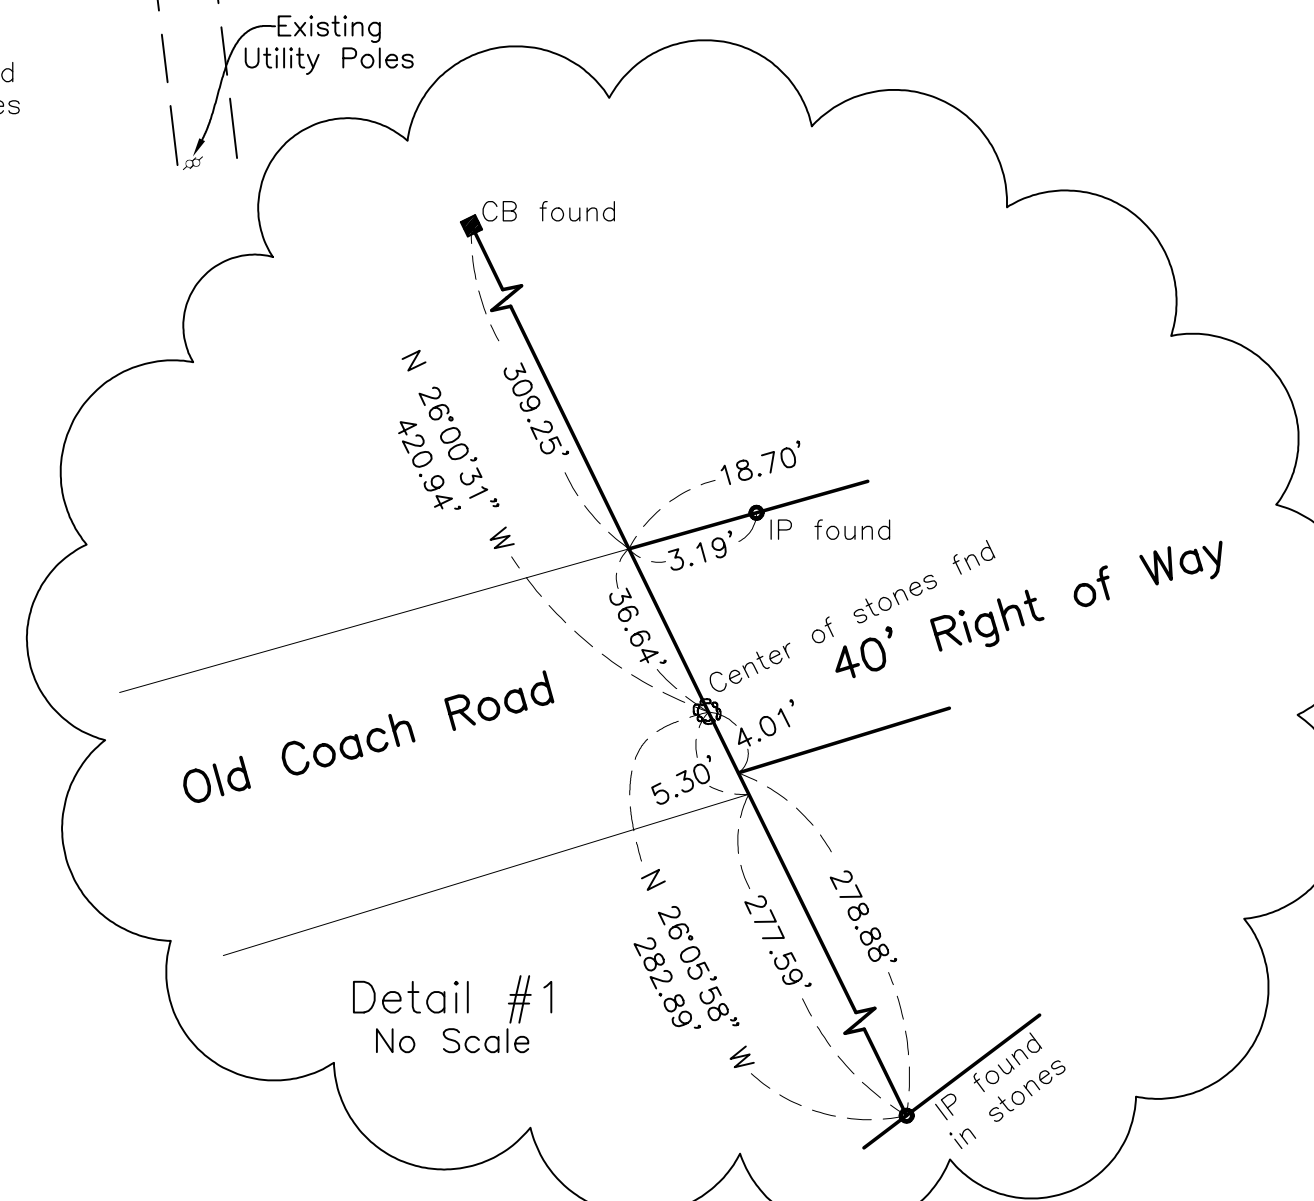 Existing
Utility Poles
d
es
CB found
309.25'
N 26°00'31" W
420.94'
18.70'
IP found
3.19'
36.64'
Center of stones fnd
40' Right of Way
Old Coach Road
4.01'
5.30'
278.88'
277.59'
N 26°05'58" W
282.89'
Detail #1
No Scale
IP found
in stones